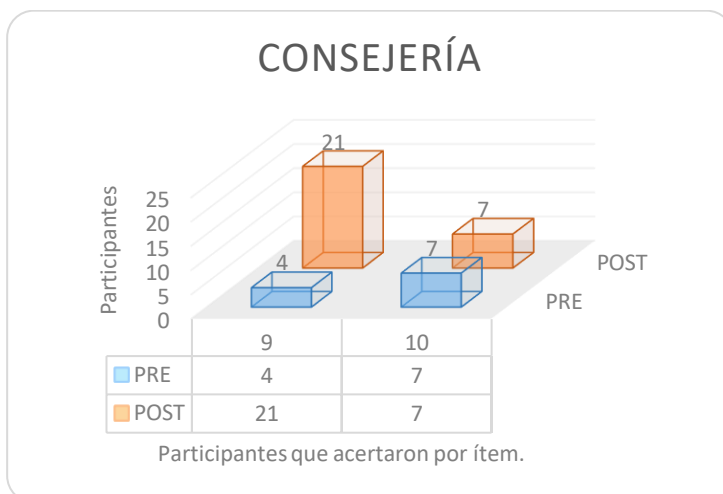 CONSEJERÍA
Participantes
25
20
15
10
5
0
4
21
7
7
POST
PRE
9 10
PRE 4 7
POST 21 7
Participantes que acertaron por ítem.